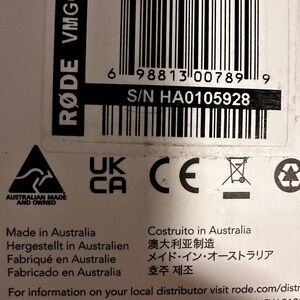 RØDE
6 98813 00789 9
S/N HA0105928
AUSTRALIAN MADE
AND OWNED
UK
CA
CE
Made in Australia
Hergestellt in Australien
Fabriqué en Australie
Fabricado en Australia
Costruito in Australia
澳大利亚制造
メイド・イン・オーストラリア
호주 제조
For information on your local distributor visit rode.com/dist